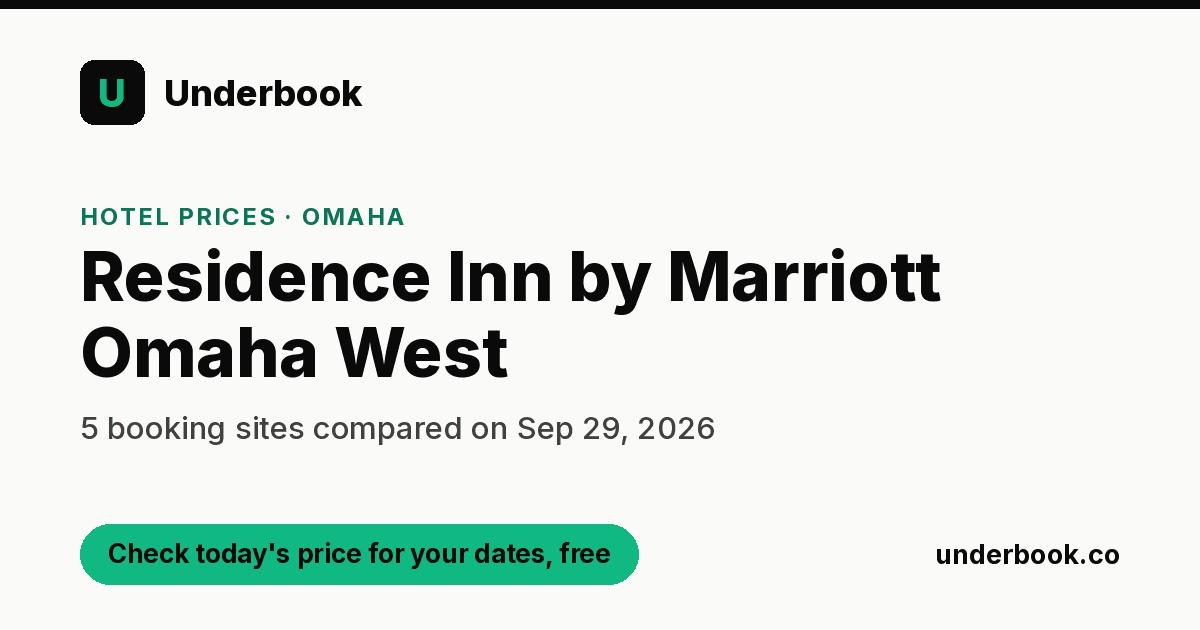 U Underbook
HOTEL PRICES · OMAHA
Residence Inn by Marriott
Omaha West
5 booking sites compared on Sep 29, 2026
Check today's price for your dates, free
underbook.co